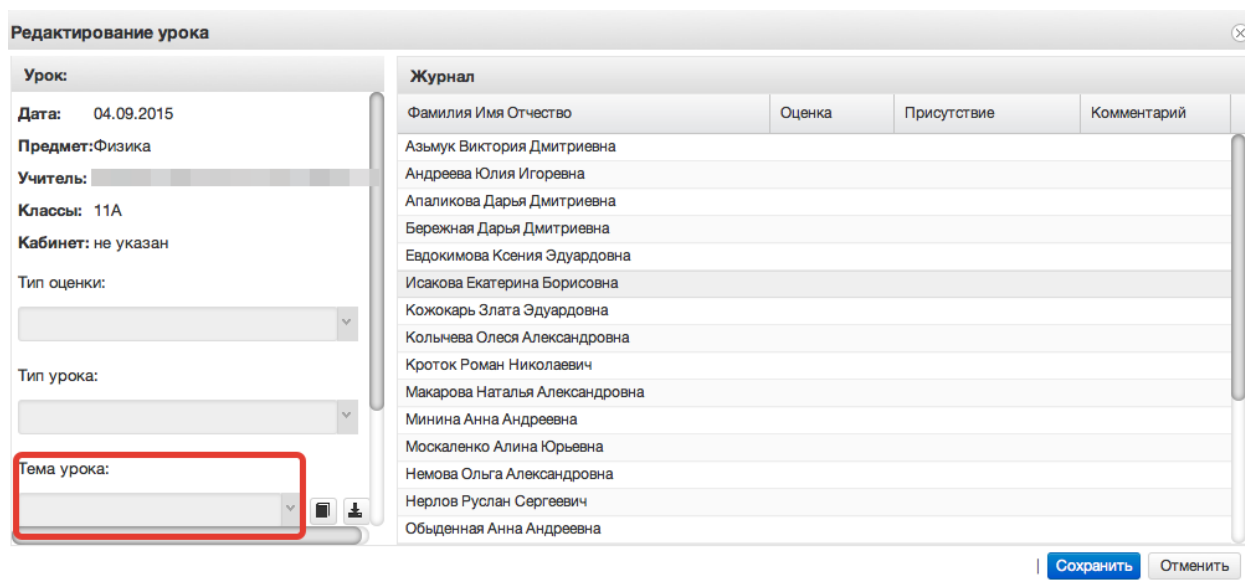 Редактирование урока
Урок:
Дата: 04.09.2015
Предмет:Физика
Учитель:
Классы: 11А
Кабинет: не указан
Тип оценки:
Тип урока:
Тема урока:
Журнал
Фамилия Имя Отчество Оценка Присутствие Комментарий
Азьмук Виктория Дмитриевна
Андреева Юлия Игоревна
Апаликова Дарья Дмитриевна
Бережная Дарья Дмитриевна
Евдокимова Ксения Эдуардовна
Исакова Екатерина Борисовна
Кожокарь Злата Эдуардовна
Колычева Олеся Александровна
Кроток Роман Николаевич
Макарова Наталья Александровна
Минина Анна Андреевна
Москаленко Алина Юрьевна
Немова Ольга Александровна
Нерлов Руслан Сергеевич
Обыденная Анна Андреевна
| Сохранить Отменить